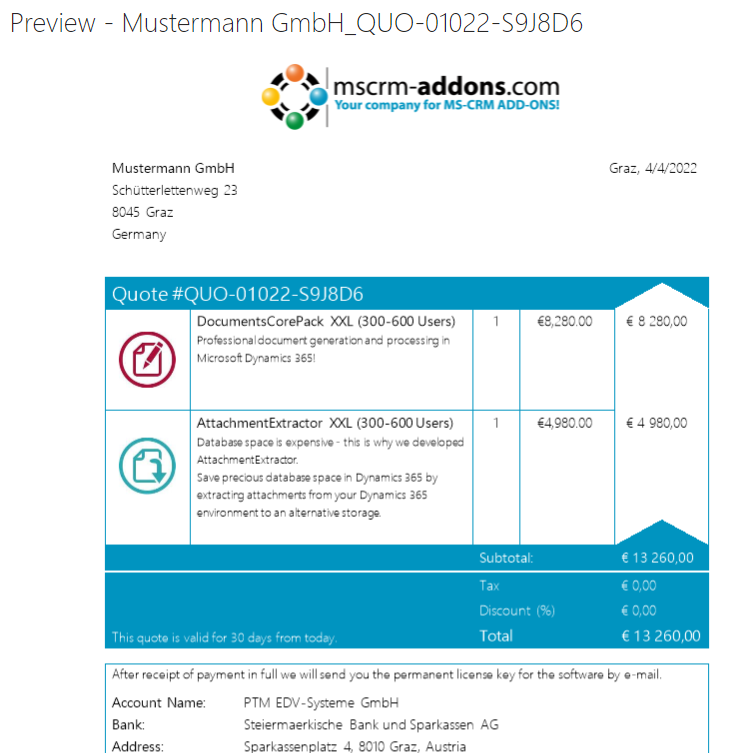 Preview - Mustermann GmbH_QUO-01022-S9J8D6
mscrm-addons.com
Your company for MS-CRM ADD-ONS!
Mustermann GmbH
Graz, 4/4/2022
Schütterlettenweg 23
8045 Graz
Germany
Quote #QUO-01022-S9J8D6
DocumentsCorePack XXL (300-600 Users) 1 €8,280.00 € 8 280,00
Professional document generation and processing in
Microsoft Dynamics 365!
AttachmentExtractor XXL (300-600 Users) 1 €4,980.00 € 4 980,00
Database space is expensive - this is why we developed
AttachmentExtractor.
Save precious database space in Dynamics 365 by
extracting attachments from your Dynamics 365
environment to an alternative storage.
Subtotal: € 13 260,00
Tax € 0,00
Discount (%) € 0,00
This quote is valid for 30 days from today. Total € 13 260,00
After receipt of payment in full we will send you the permanent license key for the software by e-mail.
Account Name: PTM EDV-Systeme GmbH
Bank: Steiermaerkische Bank und Sparkassen AG
Address: Sparkassenplatz 4, 8010 Graz, Austria